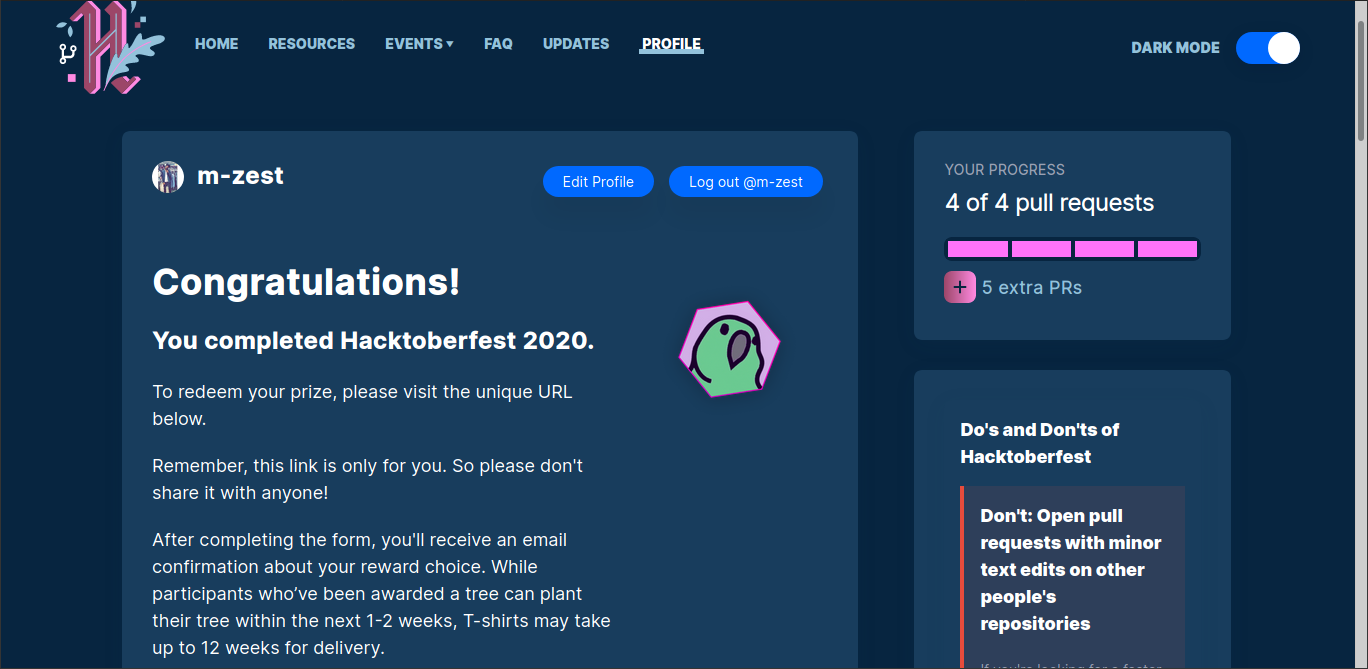 HOME RESOURCES EVENTS ▾ FAQ UPDATES PROFILE DARK MODE
m-zest
Edit Profile
Log out @m-zest
Congratulations!
You completed Hacktoberfest 2020.
To redeem your prize, please visit the unique URL
below.
Remember, this link is only for you. So please don't
share it with anyone!
After completing the form, you'll receive an email
confirmation about your reward choice. While
participants who’ve been awarded a tree can plant
their tree within the next 1-2 weeks, T-shirts may take
up to 12 weeks for delivery.
YOUR PROGRESS
4 of 4 pull requests
+ 5 extra PRs
Do's and Don'ts of
Hacktoberfest
Don't: Open pull
requests with minor
text edits on other
people's
repositories